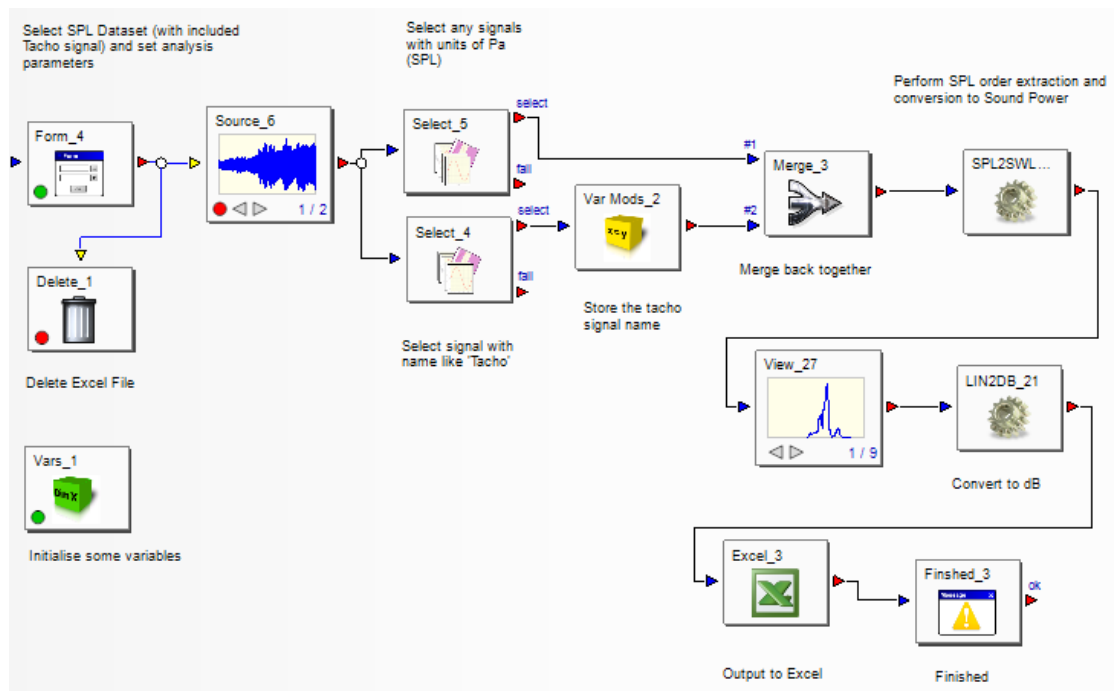 Select SPL Dataset (with included
Tacho signal) and set analysis
parameters
Select any signals
with units of Pa
(SPL)
Perform SPL order extraction and
conversion to Sound Power
Form_4
Form
Source_6
1 / 2
Select_5
select
fail
Select_4
select
fail
Var Mods_2
x=y
#1
#2
Merge_3
SPL2SWL...
Merge back together
Store the tacho
signal name
Select signal with
name like 'Tacho'
Delete_1
Delete Excel File
View_27
1 / 9
LIN2DB_21
Convert to dB
Vars_1
Dim X
Initialise some variables
Excel_3
Output to Excel
Finshed_3
Message
ok
Finished